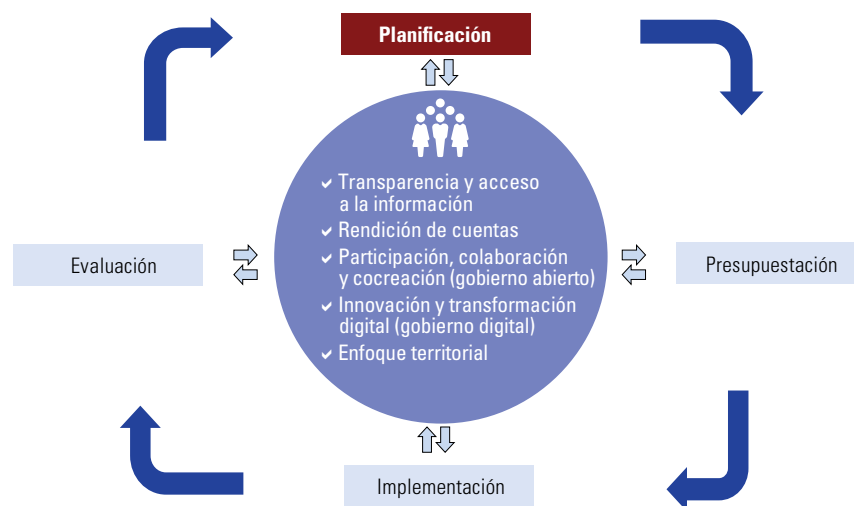 Planificación
Transparencia y acceso
a la información
Rendición de cuentas
Participación, colaboración
y cocreación (gobierno abierto)
Innovación y transformación
digital (gobierno digital)
Enfoque territorial
Evaluación
Presupuestación
Implementación